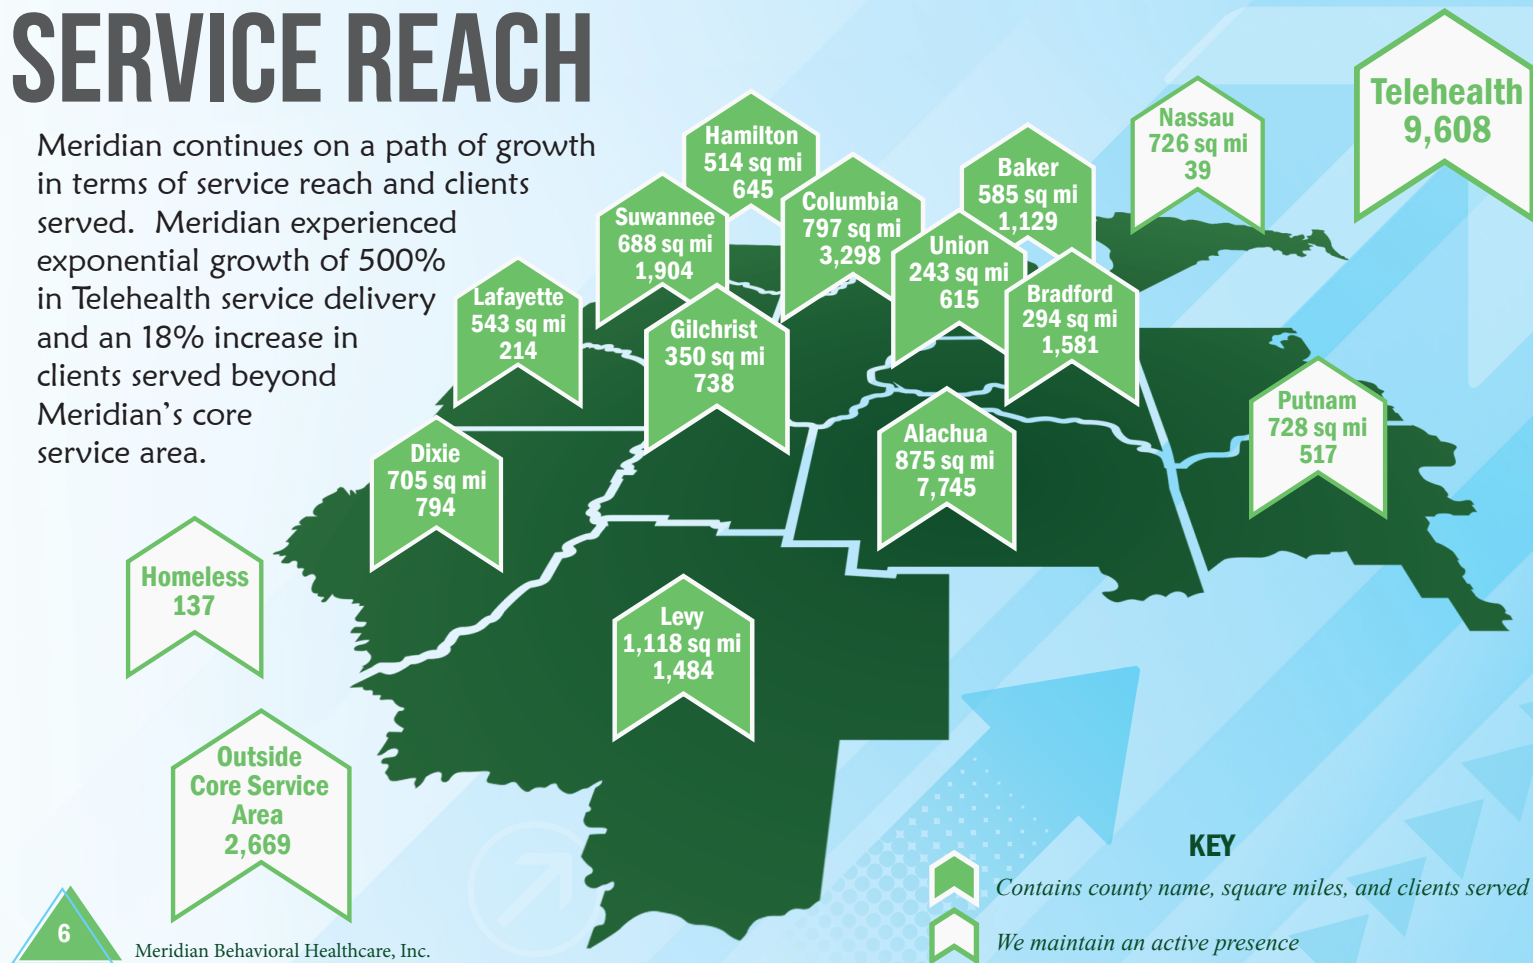 SERVICE REACH
Meridian continues on a path of growth
in terms of service reach and clients
served.  Meridian experienced
exponential growth of 500%
in Telehealth service delivery
and an 18% increase in
clients served beyond
Meridian's core
service area.
Telehealth
9,608
Nassau
726 sq mi
39
Hamilton
514 sq mi
645
Baker
585 sq mi
1,129
Columbia
797 sq mi
3,298
Suwannee
688 sq mi
1,904
Union
243 sq mi
615
Lafayette
543 sq mi
214
Bradford
294 sq mi
1,581
Gilchrist
350 sq mi
738
Putnam
728 sq mi
517
Alachua
875 sq mi
7,745
Dixie
705 sq mi
794
Homeless
137
Levy
1,118 sq mi
1,484
Outside
Core Service
Area
2,669
KEY
Contains county name, square miles, and clients served
We maintain an active presence
6
Meridian Behavioral Healthcare, Inc.